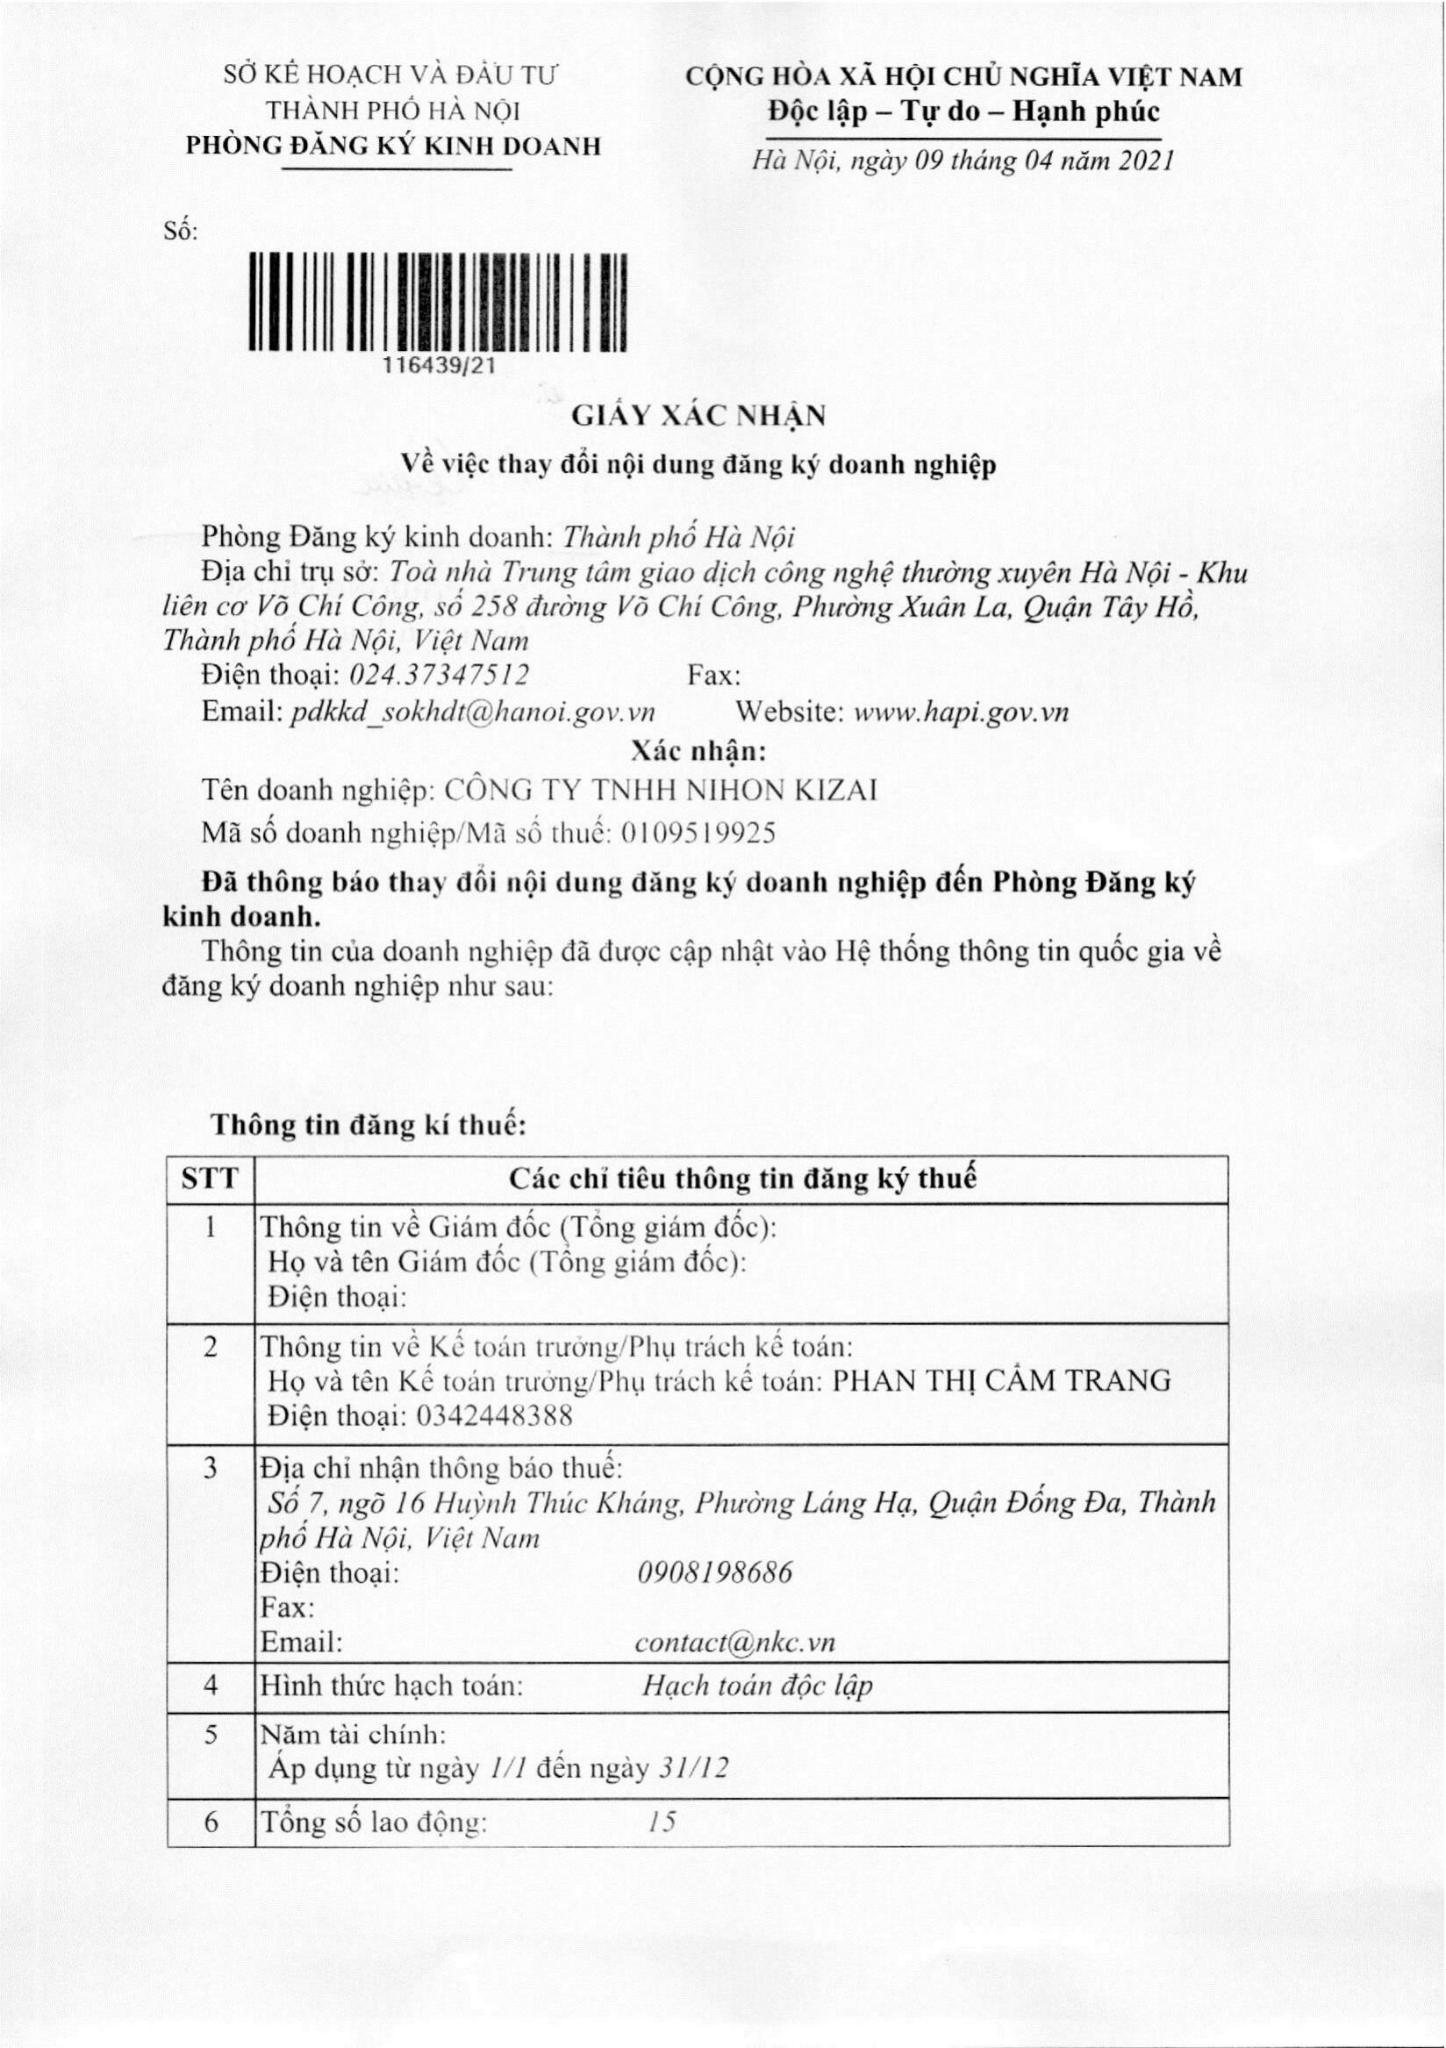 SỞ KẾ HOẠCH VÀ ĐẦU TƯ
THÀNH PHỐ HÀ NỘI
PHÒNG ĐĂNG KÝ KINH DOANH
CỘNG HÒA XÃ HỘI CHỦ NGHĨA VIỆT NAM
Độc lập – Tự do – Hạnh phúc
Hà Nội, ngày 09 tháng 04 năm 2021
Số:
116439/21
GIẤY XÁC NHẬN
Về việc thay đổi nội dung đăng ký doanh nghiệp
Phòng Đăng ký kinh doanh: Thành phố Hà Nội
Địa chỉ trụ sở: Toà nhà Trung tâm giao dịch công nghệ thường xuyên Hà Nội - Khu
liên cơ Võ Chí Công, số 258 đường Võ Chí Công, Phường Xuân La, Quận Tây Hồ,
Thành phố Hà Nội, Việt Nam
Điện thoại: 024.37347512 Fax:
Email: pdkkd_sokhdt@hanoi.gov.vn Website: www.hapi.gov.vn
Xác nhận:
Tên doanh nghiệp: CÔNG TY TNHH NIHON KIZAI
Mã số doanh nghiệp/Mã số thuế: 0109519925
Đã thông báo thay đổi nội dung đăng ký doanh nghiệp đến Phòng Đăng ký
kinh doanh.
Thông tin của doanh nghiệp đã được cập nhật vào Hệ thống thông tin quốc gia về
đăng ký doanh nghiệp như sau:
Thông tin đăng kí thuế:
STT Các chỉ tiêu thông tin đăng ký thuế
1 Thông tin về Giám đốc (Tổng giám đốc):
Họ và tên Giám đốc (Tổng giám đốc):
Điện thoại:
2 Thông tin về Kế toán trưởng/Phụ trách kế toán:
Họ và tên Kế toán trưởng/Phụ trách kế toán: PHAN THỊ CẨM TRANG
Điện thoại: 0342448388
3 Địa chỉ nhận thông báo thuế:
Số 7, ngõ 16 Huỳnh Thúc Kháng, Phường Láng Hạ, Quận Đống Đa, Thành
phố Hà Nội, Việt Nam
Điện thoại: 0908198686
Fax:
Email: contact@nkc.vn
4 Hình thức hạch toán: Hạch toán độc lập
5 Năm tài chính:
Áp dụng từ ngày 1/1 đến ngày 31/12
6 Tổng số lao động: 15